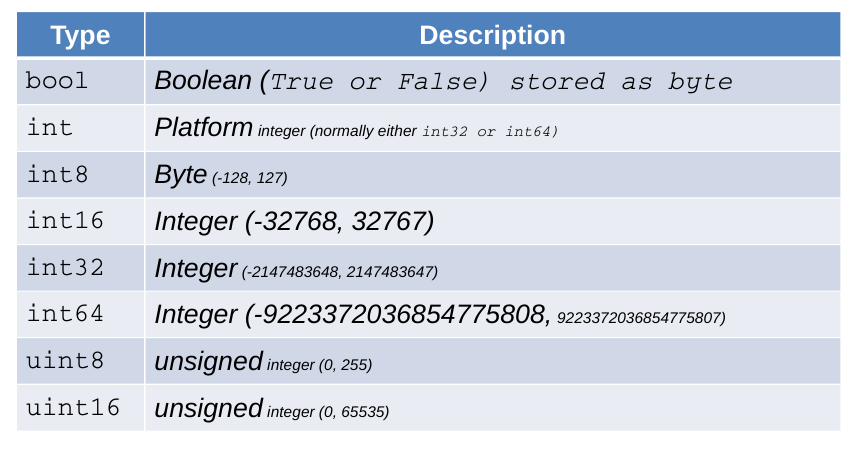 Type Description
bool Boolean (True or False) stored as byte
int Platform integer (normally either int32 or int64)
int8 Byte (-128, 127)
int16 Integer (-32768, 32767)
int32 Integer (-2147483648, 2147483647)
int64 Integer (-9223372036854775808, 9223372036854775807)
uint8 unsigned integer (0, 255)
uint16 unsigned integer (0, 65535)